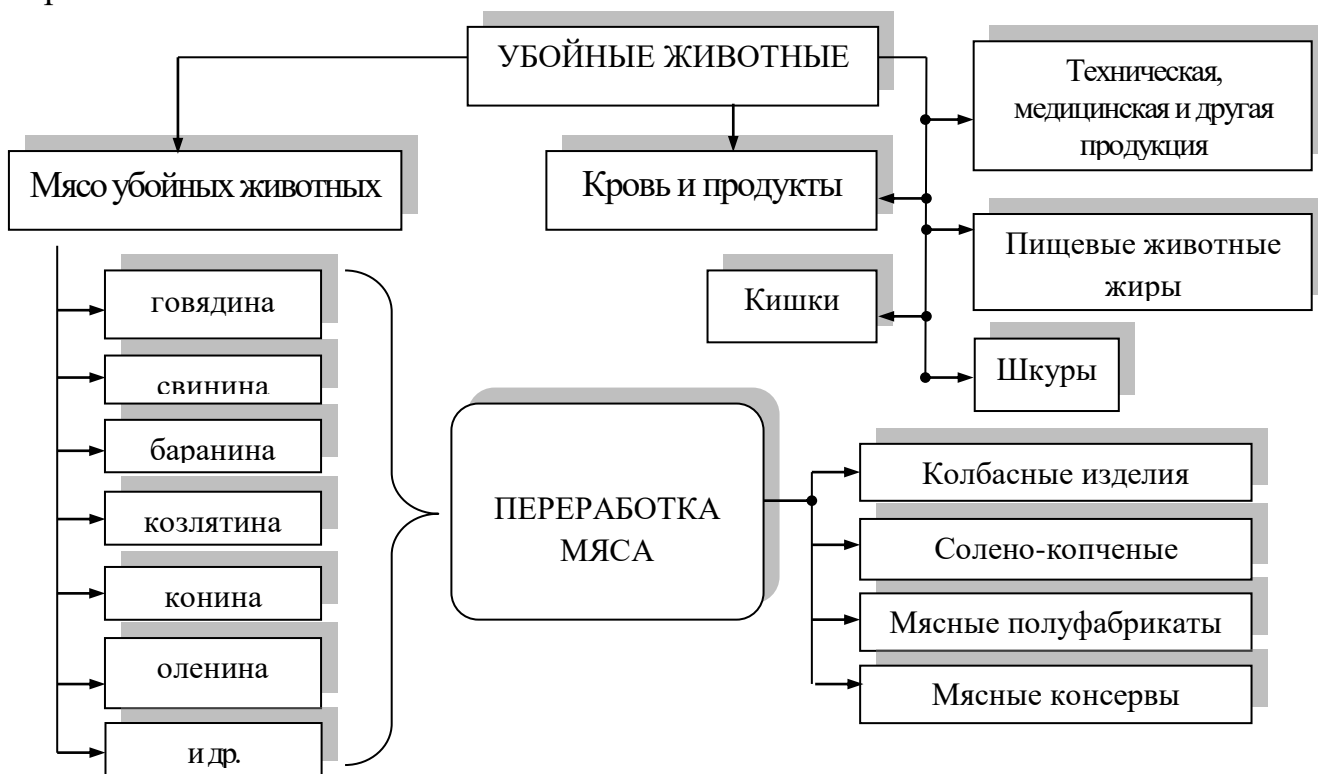 УБОЙНЫЕ ЖИВОТНЫЕ
Техническая,
медицинская и другая
продукция
Мясо убойных животных
Кровь и продукты
Пищевые животные
жиры
Кишки
Шкуры
говядина
свинина
баранина
козлятина
конина
оленина
и др.
ПЕРЕРАБОТКА
МЯСА
Колбасные изделия
Солено-копченые
Мясные полуфабрикаты
Мясные консервы